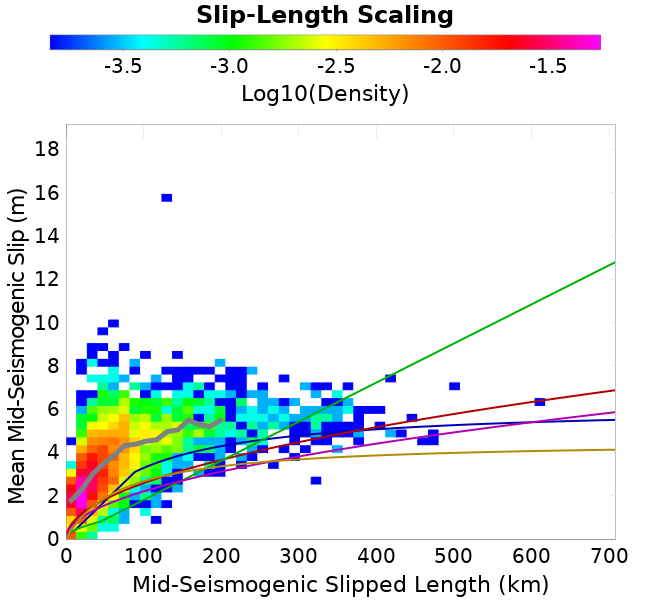 Slip-Length Scaling
-3.5 -3.0 -2.5 -2.0 -1.5
Log10(Density)
18
16
14
12
10
8
6
4
2
0
Mean Mid-Seismogenic Slip (m)
0 100 200 300 400 500 600 700
Mid-Seismogenic Slipped Length (km)